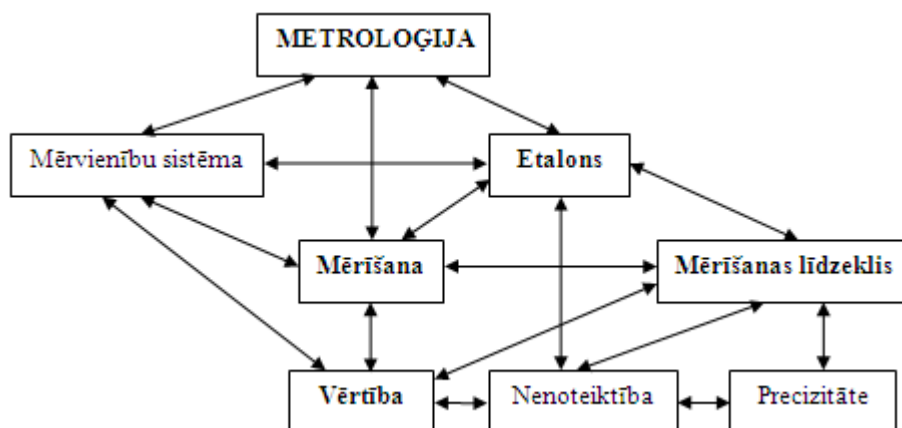 METROLOĢIJA
Mērvienību sistēma
Etalons
Mērīšana
Mērīšanas līdzeklis
Vērtība
Nenoteiktība
Precizitāte